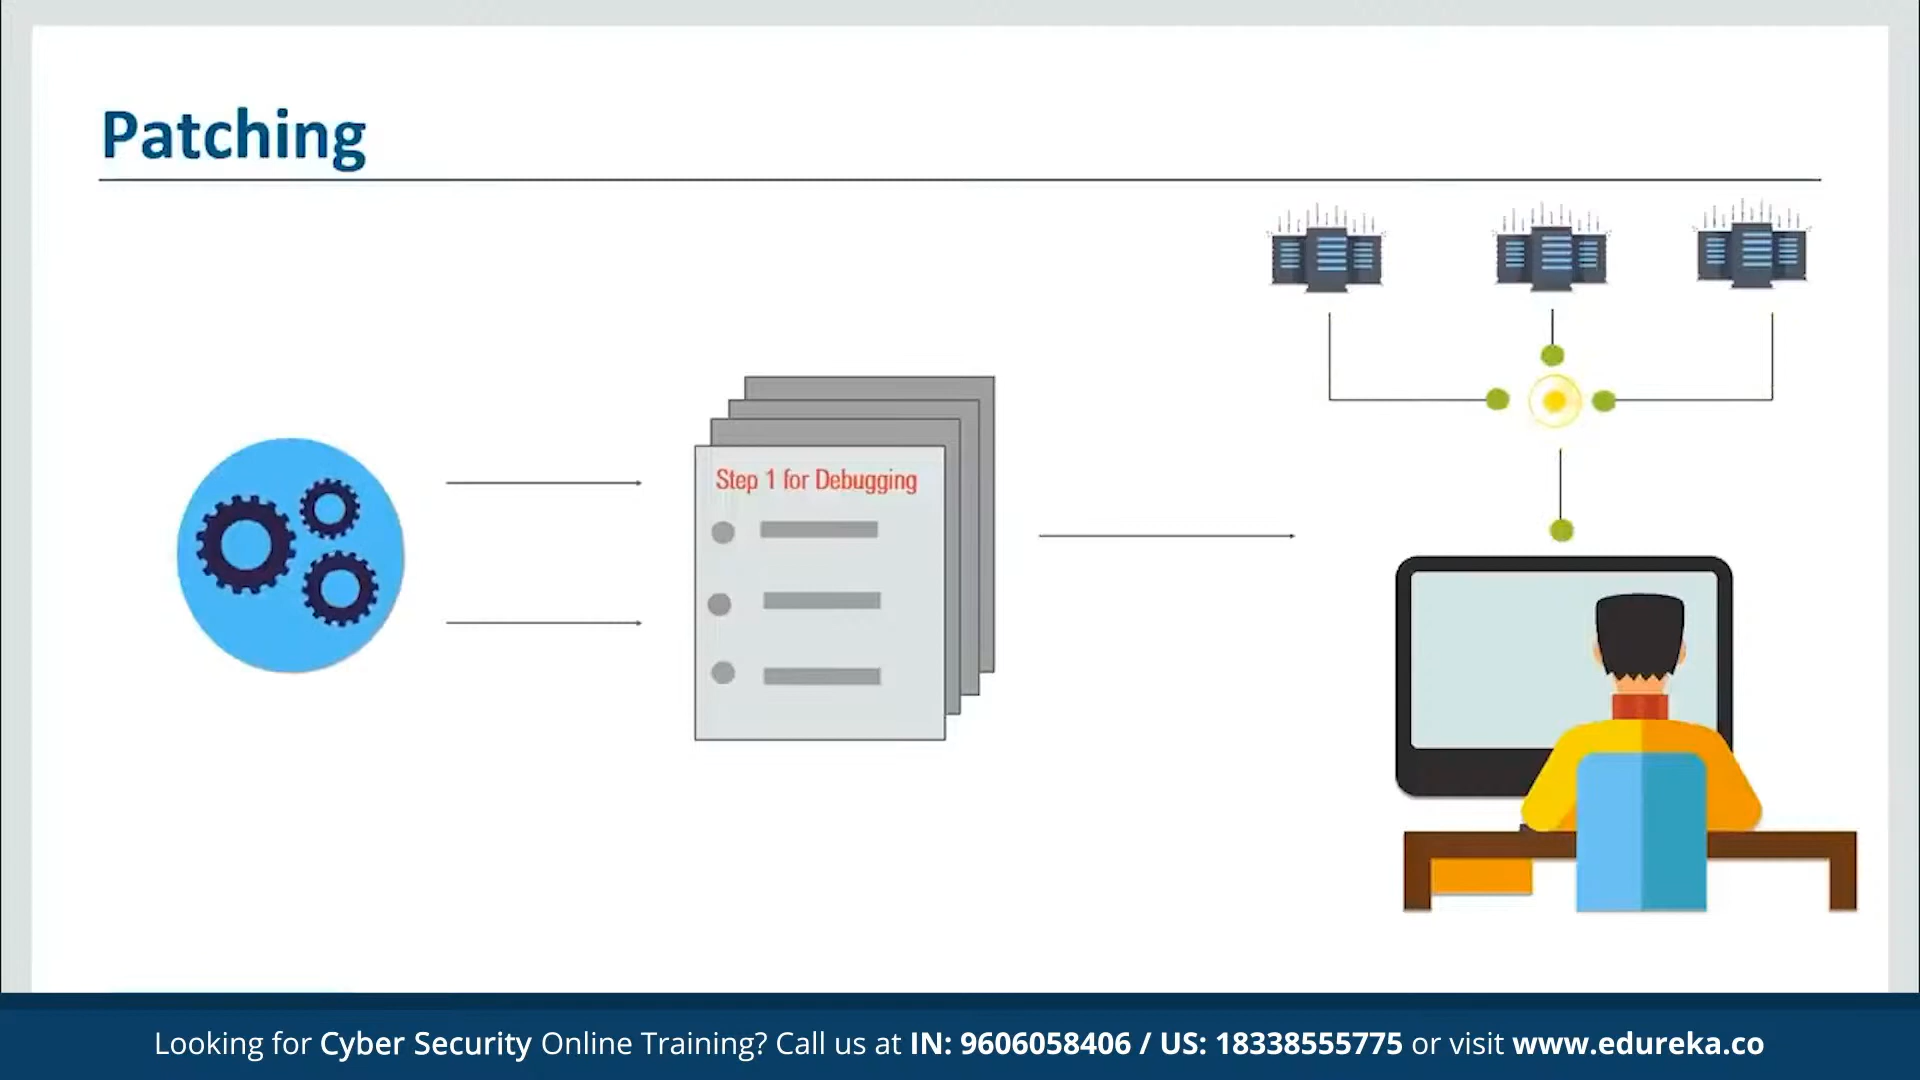 Patching
Step 1 for Debugging
Looking for Cyber Security Online Training? Call us at IN: 9606058406 / US: 18338555775 or visit www.edureka.co